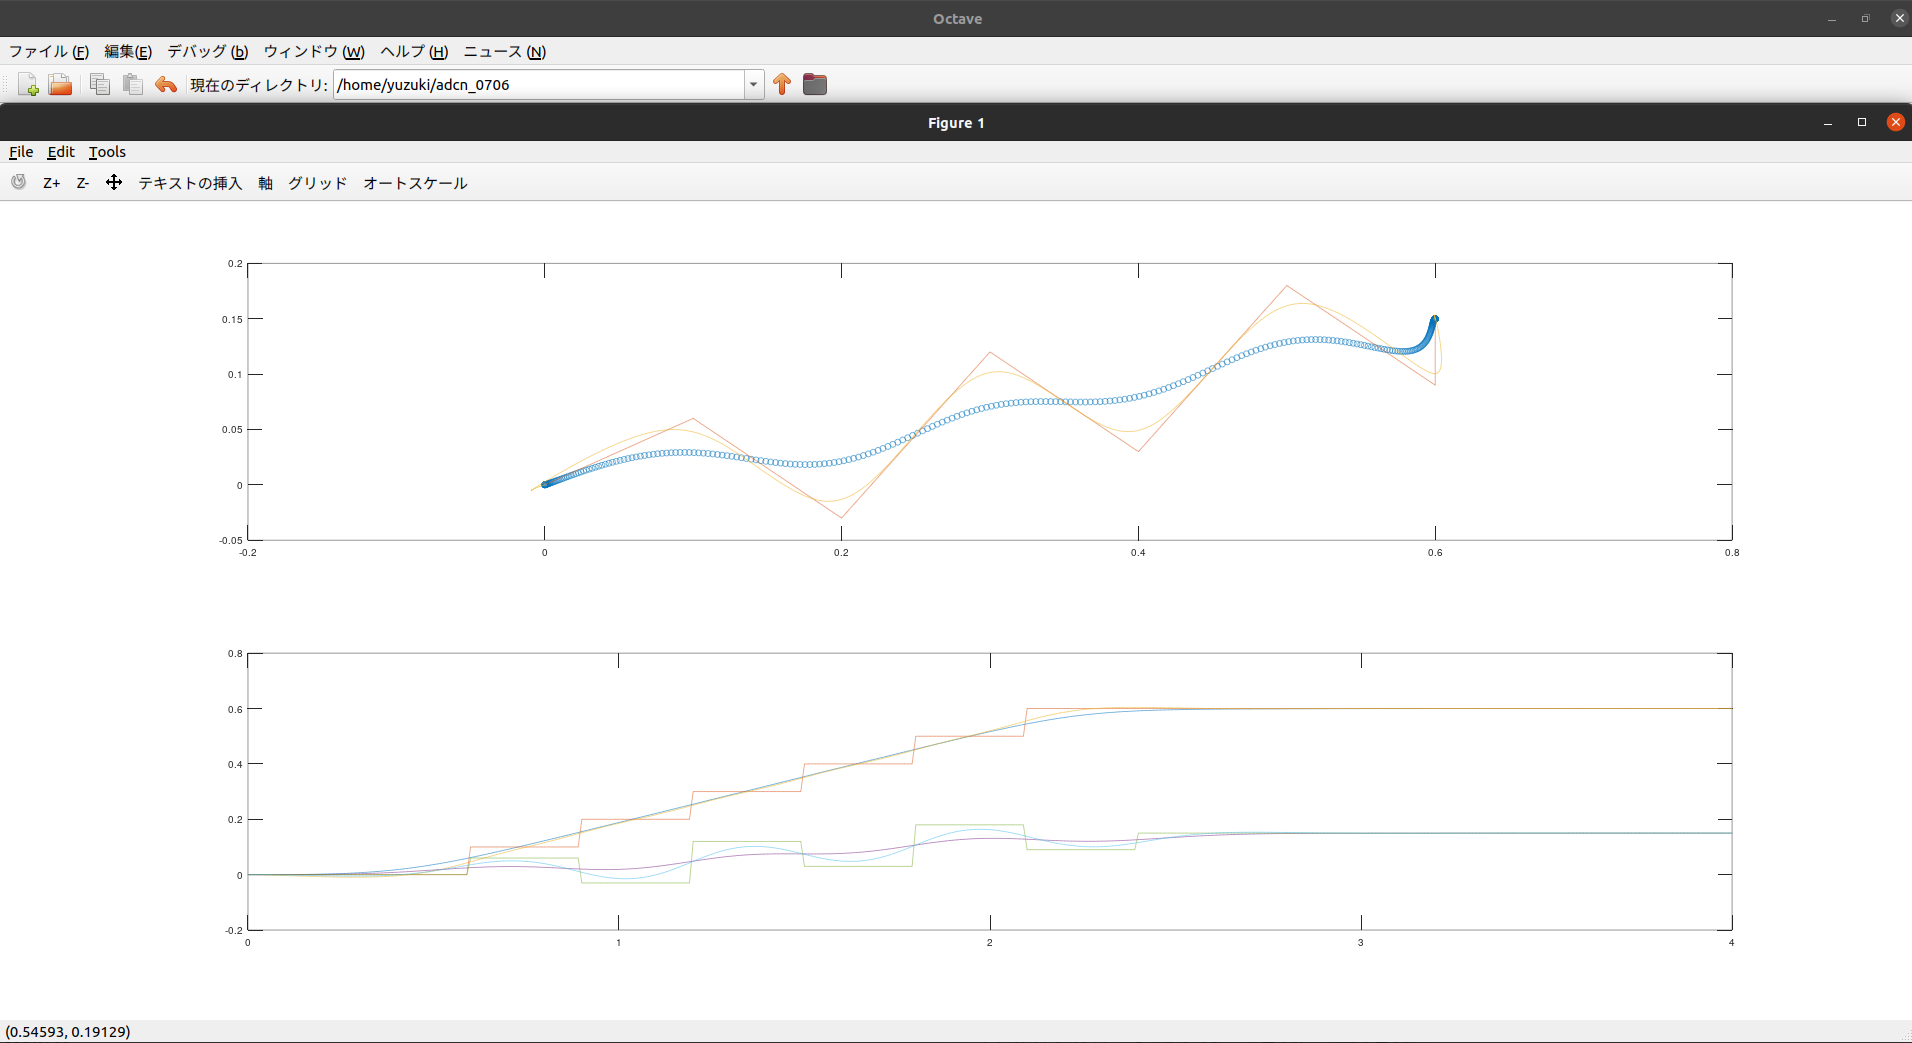 Octave
ファイル (F) 編集(E) デバッグ (b) ウィンドウ (W) ヘルプ (H) ニュース (N)
現在のディレクトリ: /home/yuzuki/adcn_0706
Figure 1
File Edit Tools
Z+ Z- テキストの挿入 軸 グリッド オートスケール
0.2
0.15
0.1
0.05
0
-0.05
-0.2 0 0.2 0.4 0.6 0.8
0.8
0.6
0.4
0.2
0
-0.2
0 1 2 3 4
(0.54593, 0.19129)